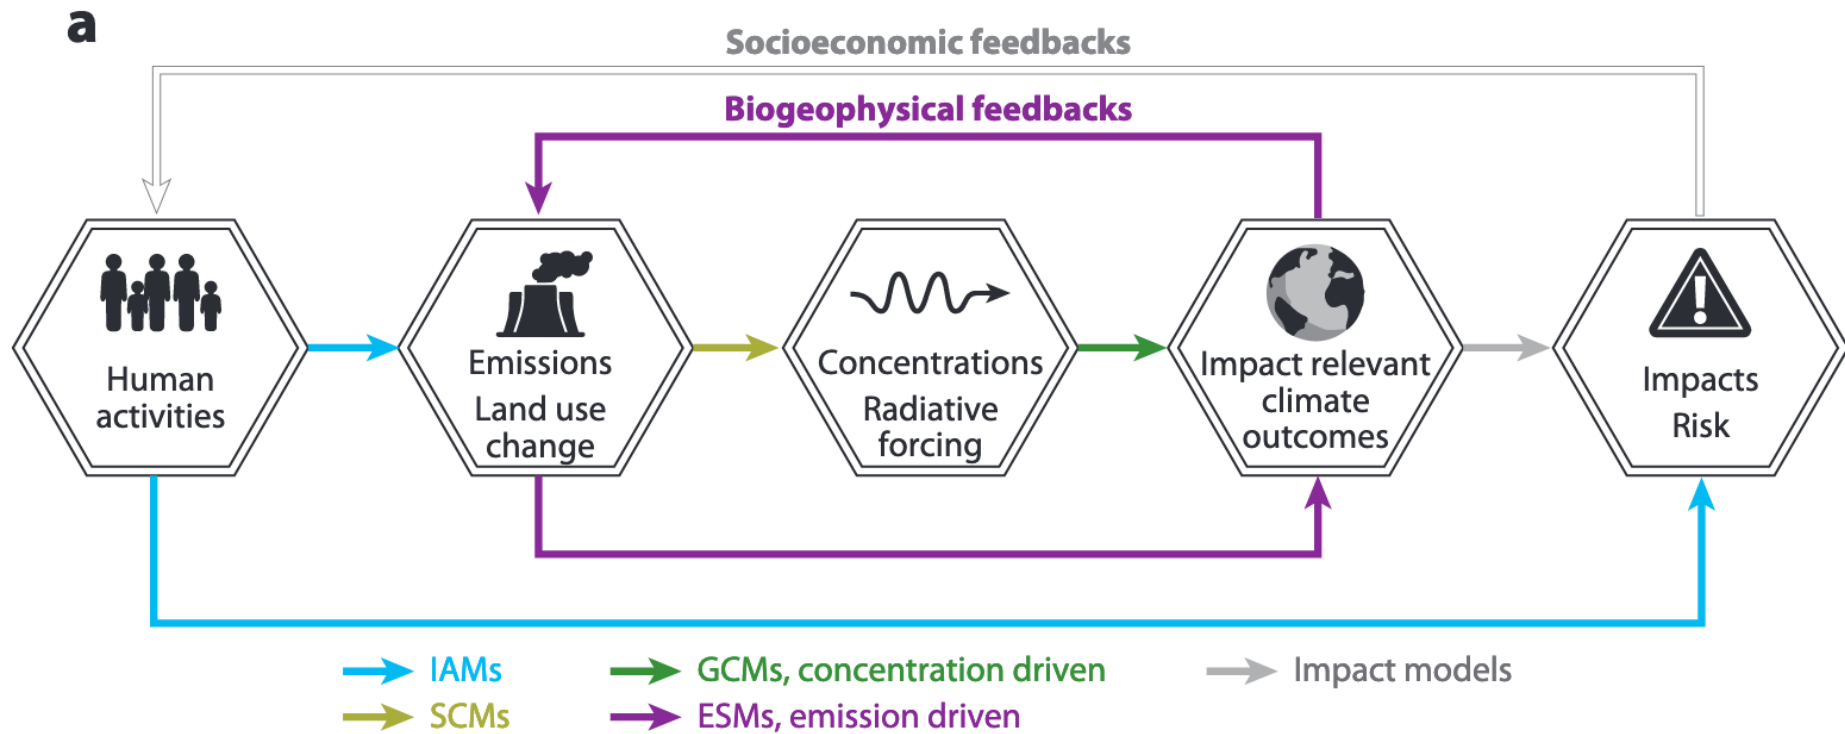 a
Socioeconomic feedbacks
Biogeophysical feedbacks
Human
activities
Emissions
Land use
change
Concentrations
Radiative
forcing
Impact relevant
climate
outcomes
Impacts
Risk
IAMs
GCMs, concentration driven
Impact models
SCMs
ESMs, emission driven